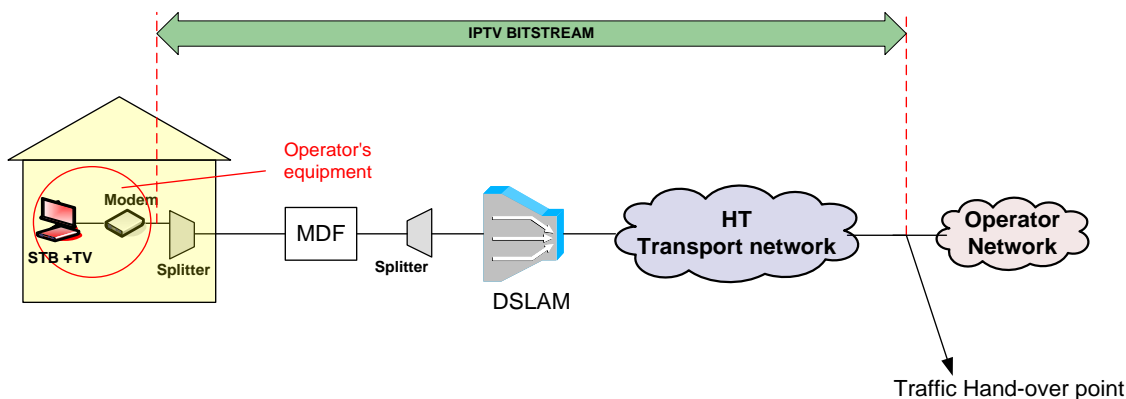 IPTV BITSTREAM
Operator's
equipment
Modem
STB +TV
Splitter
MDF
Splitter
DSLAM
HT
Transport network
Operator
Network
Traffic Hand-over point